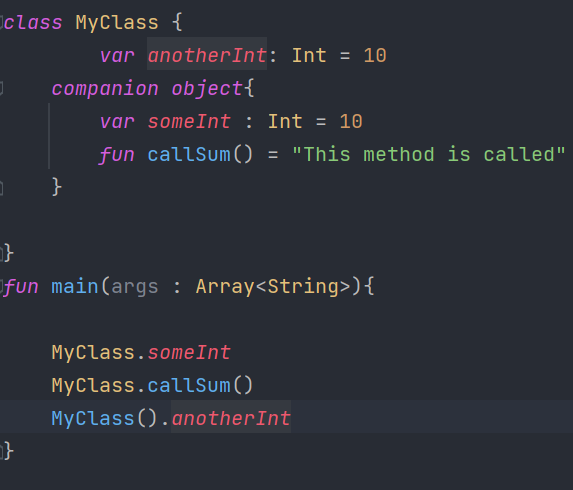 class MyClass {
        var anotherInt: Int = 10
    companion object{
        var someInt : Int = 10
        fun callSum() = "This method is called"
    }
}
fun main(args : Array<String>){
    MyClass.someInt
    MyClass.callSum()
    MyClass().anotherInt
}